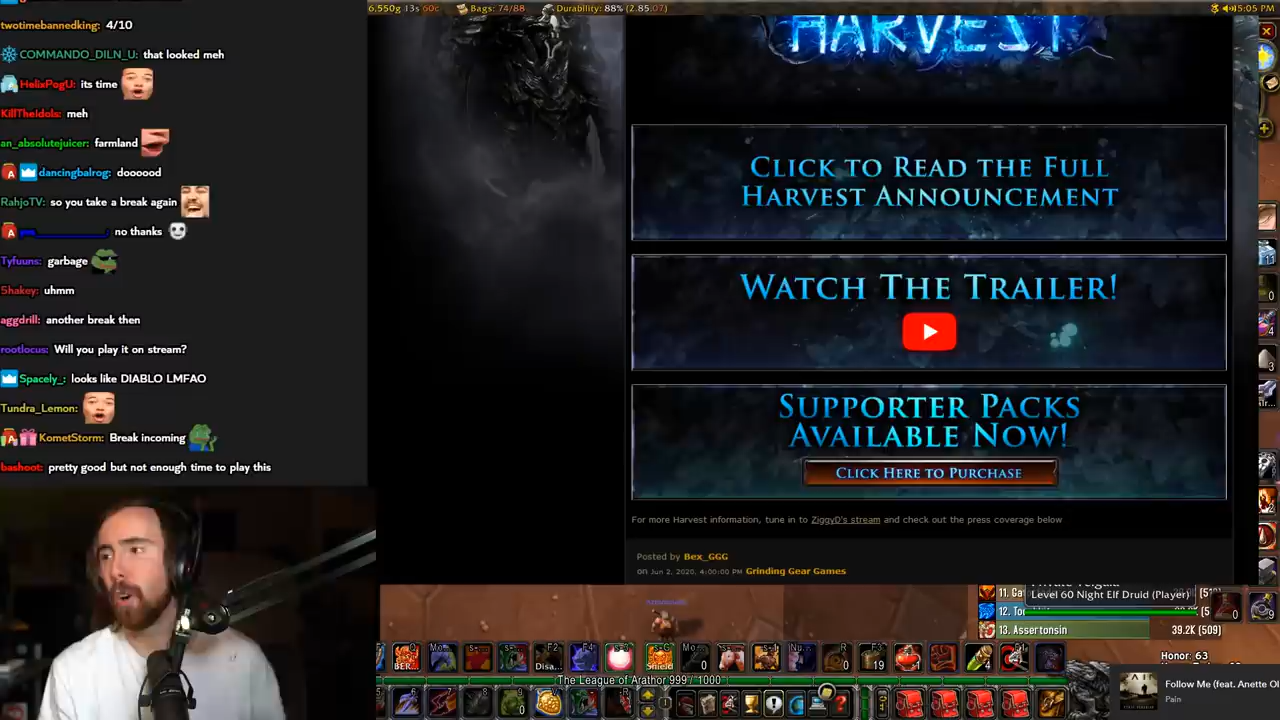 6,550g 13s 60c Bags: 74/88 Durability: 88% (2.85.07) 5:05 PM
twotimebannedking: 4/10
COMMANDO_DILN_U: that looked meh
HelixPogU: its time
KillTheIdols: meh
an_absolutejuicer: farmland
dancingbalrog: doooood
RahjoTV: so you take a break again
no thanks
Tyfuuns: garbage
Shakey: uhmm
aggdrill: another break then
rootlocus: Will you play it on stream?
Spacely_: looks like DIABLO LMFAO
Tundra_Lemon:
KometStorm: Break incoming
bashoot: pretty good but not enough time to play this
HARVEST
CLICK TO READ THE FULL
HARVEST ANNOUNCEMENT
WATCH THE TRAILER!
SUPPORTER PACKS
AVAILABLE NOW!
CLICK HERE TO PURCHASE
For more Harvest information, tune in to ZiggyD's stream and check out the press coverage below
Posted by Bex_GGG
on Jun 2, 2020, 4:00:00 PM Grinding Gear Games
Level 60 Night Elf Druid (Player)
13. Assertonsin 39.2K (509)
Honor: 63
The League of Arathor 999 / 1000
Follow Me (feat. Anette Ol
Pain